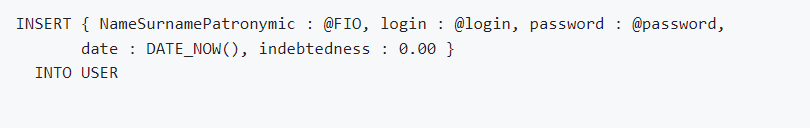 INSERT { NameSurnamePatronymic : @FIO, login : @login, password : @password,
date : DATE_NOW(), indebtedness : 0.00 }
INTO USER